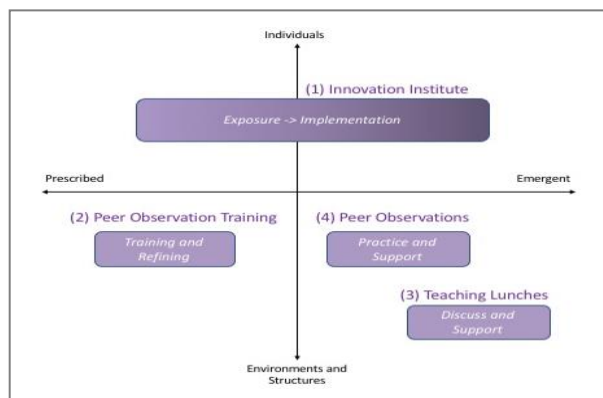 Individuals
(1) Innovation Institute
Exposure -> Implementation
Prescribed
Emergent
(2) Peer Observation Training
Training and
Refining
(4) Peer Observations
Practice and
Support
(3) Teaching Lunches
Discuss and
Support
Environments and
Structures